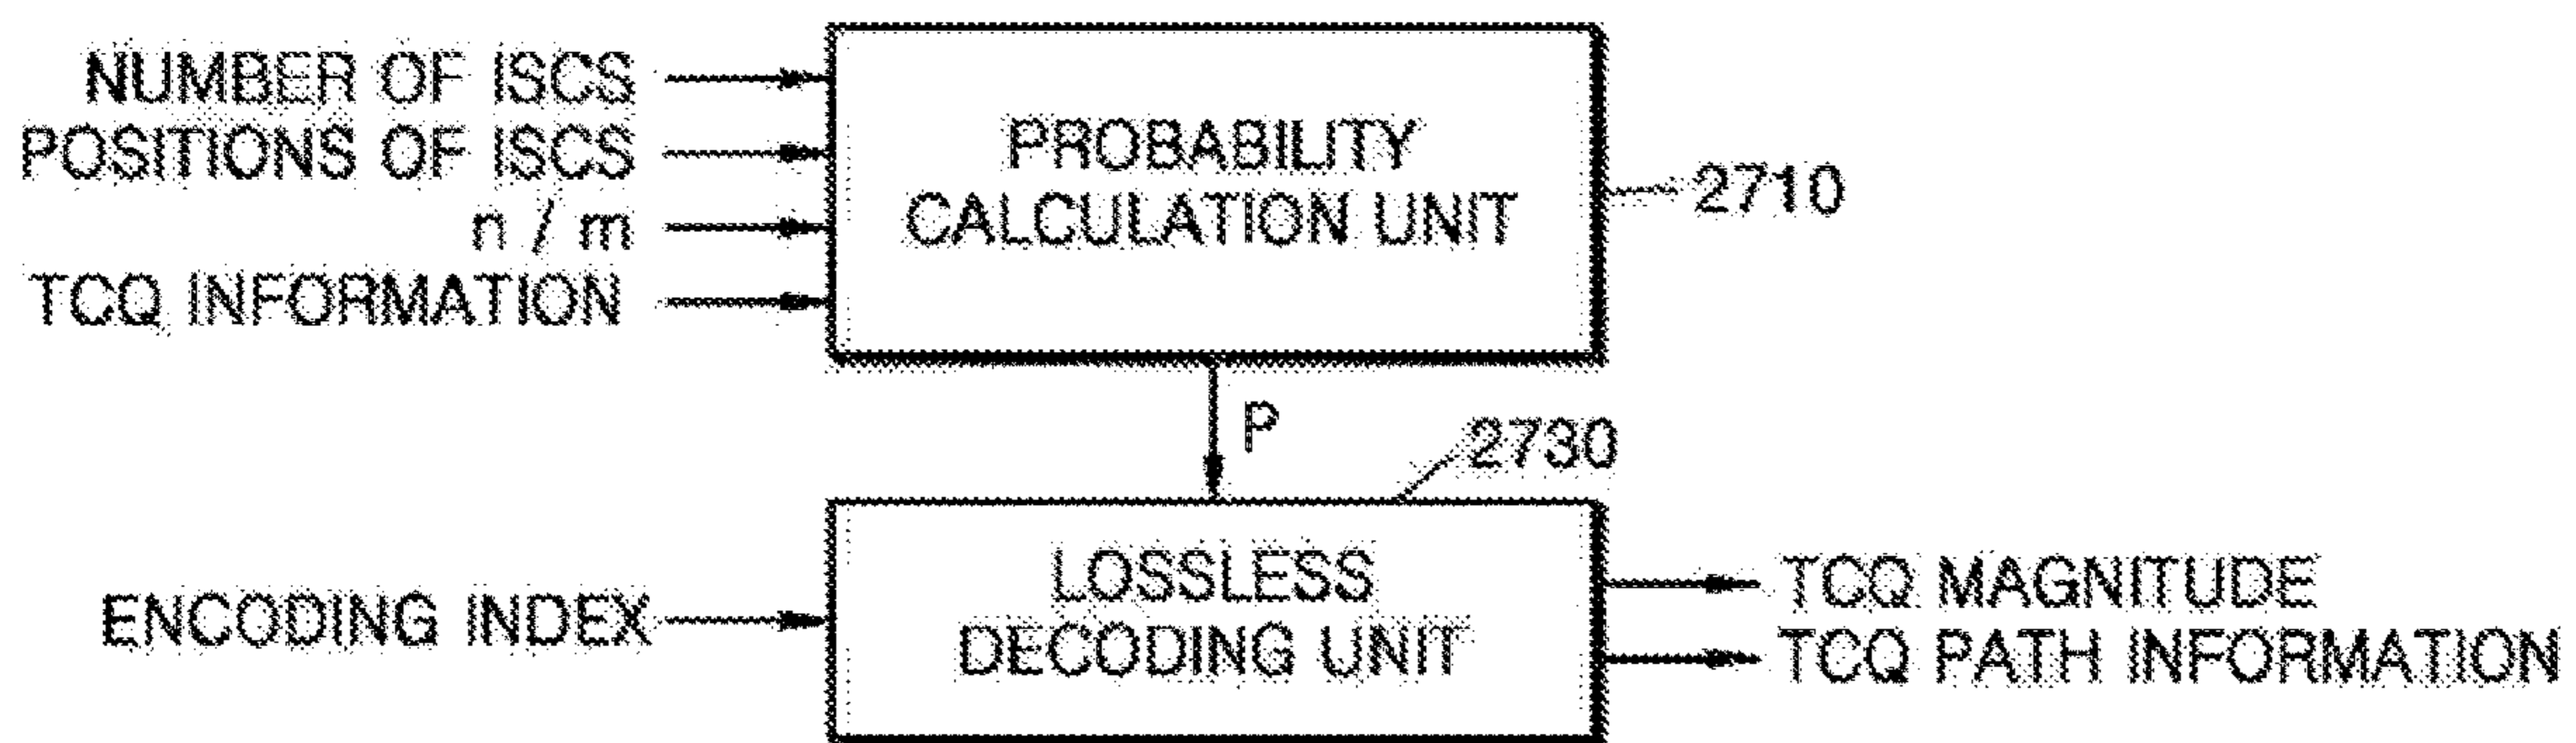 NUMBER OF ISCS
POSITIONS OF ISCS
n / m
TCQ INFORMATION
PROBABILITY
CALCULATION UNIT
2710
P
2730
ENCODING INDEX
LOSSLESS
DECODING UNIT
TCQ MAGNITUDE
TCQ PATH INFORMATION